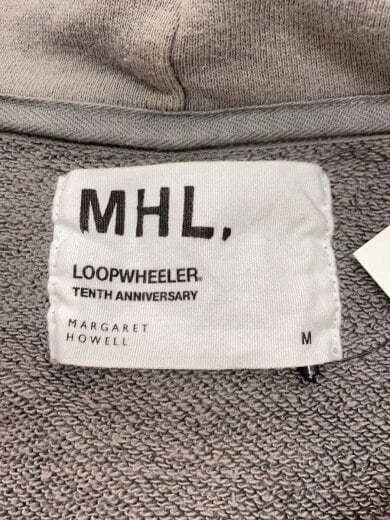 MHL.
LOOPWHEELER®
TENTH ANNIVERSARY
MARGARET
HOWELL
M